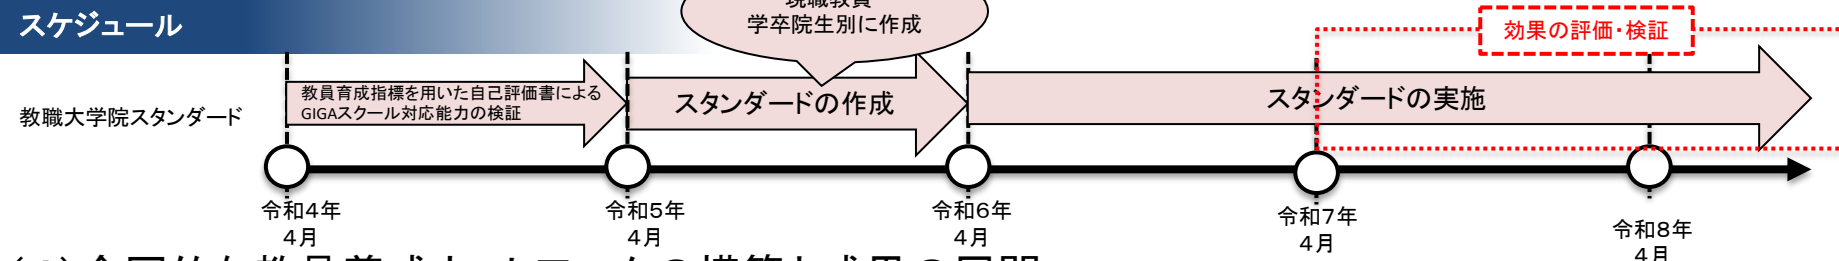 スケジュール
現職教員
学卒院生別に作成
効果の評価・検証
教職大学院スタンダード
教員育成指標を用いた自己評価書による
GIGAスクール対応能力の検証
スタンダードの作成
スタンダードの実施
令和4年
4月
令和5年
4月
令和6年
4月
令和7年
4月
令和8年
4月